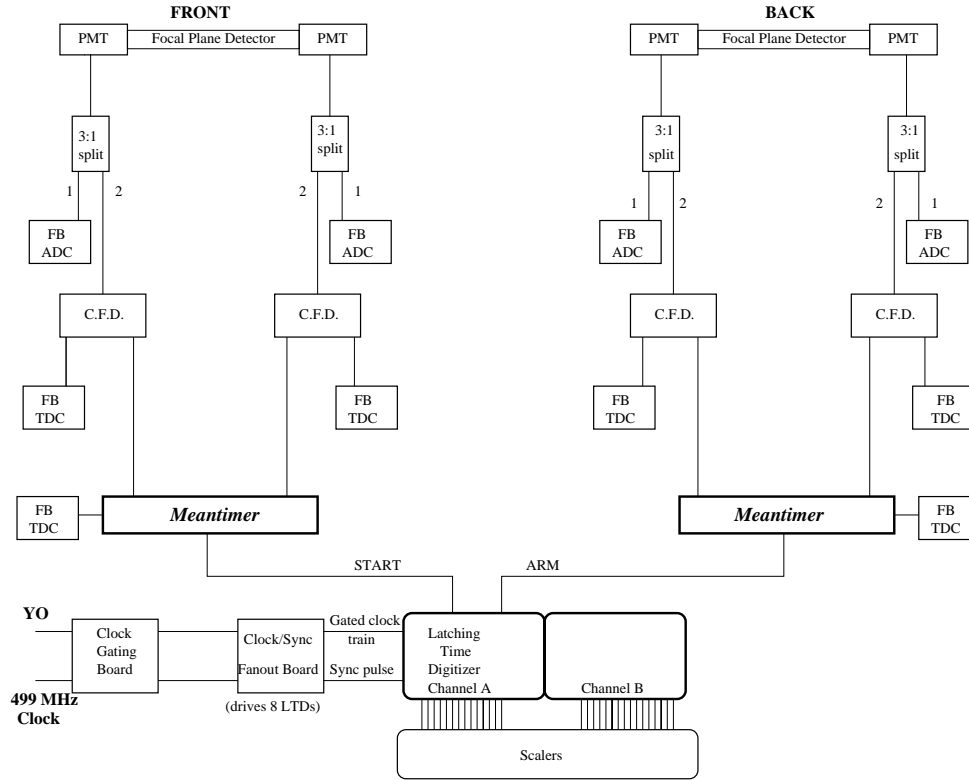 FRONT
BACK
PMT
Focal Plane Detector
PMT
PMT
Focal Plane Detector
PMT
3:1
split
3:1
split
3:1
split
3:1
split
1
2
2
1
1
2
2
1
FB
ADC
FB
ADC
FB
ADC
FB
ADC
C.F.D.
C.F.D.
C.F.D.
C.F.D.
FB
TDC
FB
TDC
FB
TDC
FB
TDC
FB
TDC
Meantimer
Meantimer
FB
TDC
START
ARM
YO
499 MHz
Clock
Clock
Gating
Board
Clock/Sync
Fanout Board
(drives 8 LTDs)
Gated clock
train
Sync pulse
Latching
Time
Digitizer
Channel A
Channel B
Scalers